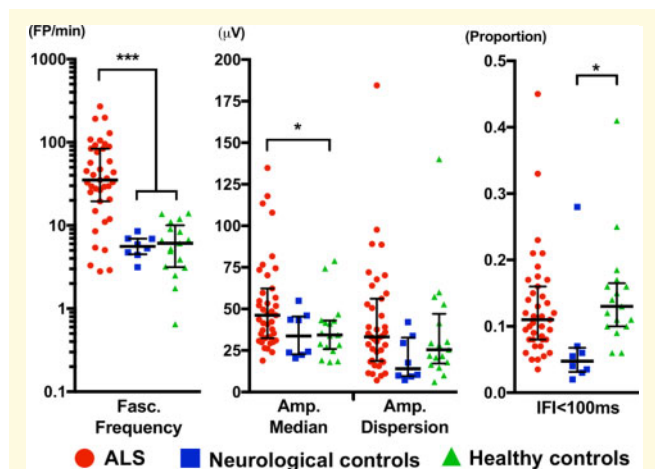 (FP/min) (μV) (Proportion)
1000 200 0.5
***
175
*
100 150 0.4
125
*
10 100 0.3
75 0.2
1 50
0.1
25
0.1 0 0.0
Fasc. Amp. Amp. IFI<100ms
Frequency Median Dispersion
ALS Neurological controls Healthy controls